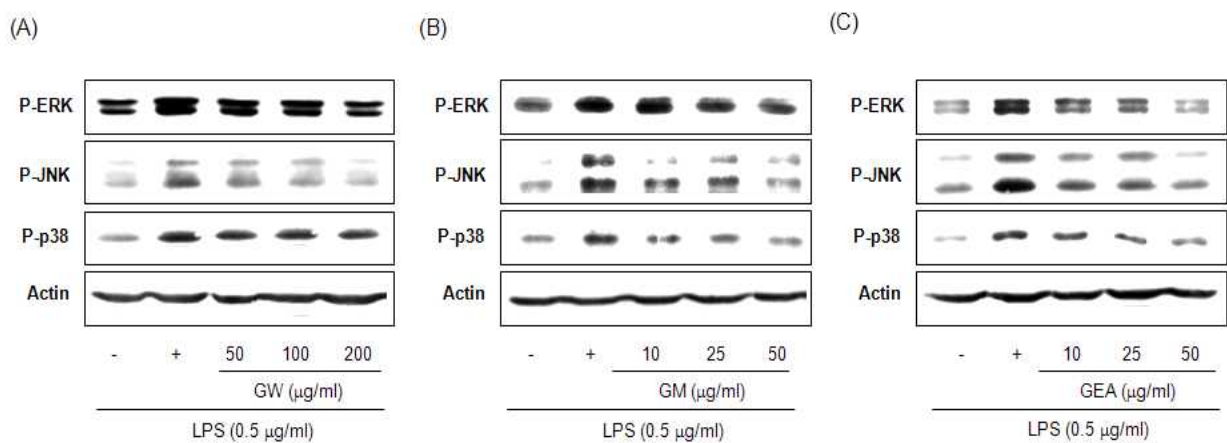 (A)
P-ERK
P-JNK
P-p38
Actin
- + 50 100 200
GW (μg/ml)
LPS (0.5 μg/ml)
(B)
P-ERK
P-JNK
P-p38
Actin
- + 10 25 50
GM (μg/ml)
LPS (0.5 μg/ml)
(C)
P-ERK
P-JNK
P-p38
Actin
- + 10 25 50
GEA (μg/ml)
LPS (0.5 μg/ml)